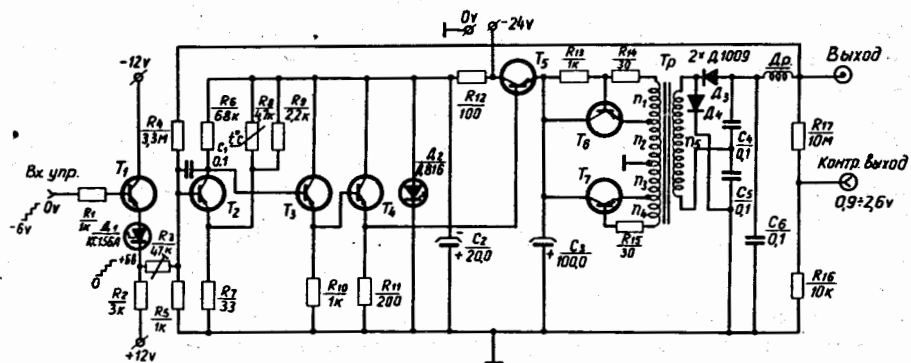 0v
-24v
-12v
R4
3,3м
R6
68к
R8
47к
t°c
R9
2,2к
C1
0.1
R12
100
T5
R13
1к
R14
30
Тр
2× Д1009
Др.
Выход
n1
n2
n3
n4
n5
Д3
Д4
T6
T7
R15
30
C4
0,1
C5
0,1
C6
0,1
R17
10м
Контр. выход
0,9÷2,6v
R16
10к
Вх упр.
0v
-6v
R1
1к
T1
T2
T3
T4
Д2
Д816
Д1
КС156А
R3
47к
0
+6в
R2
3к
R5
1к
R7
33
R10
1к
R11
200
-
+
C2
20,0
+
C3
100,0
+12v